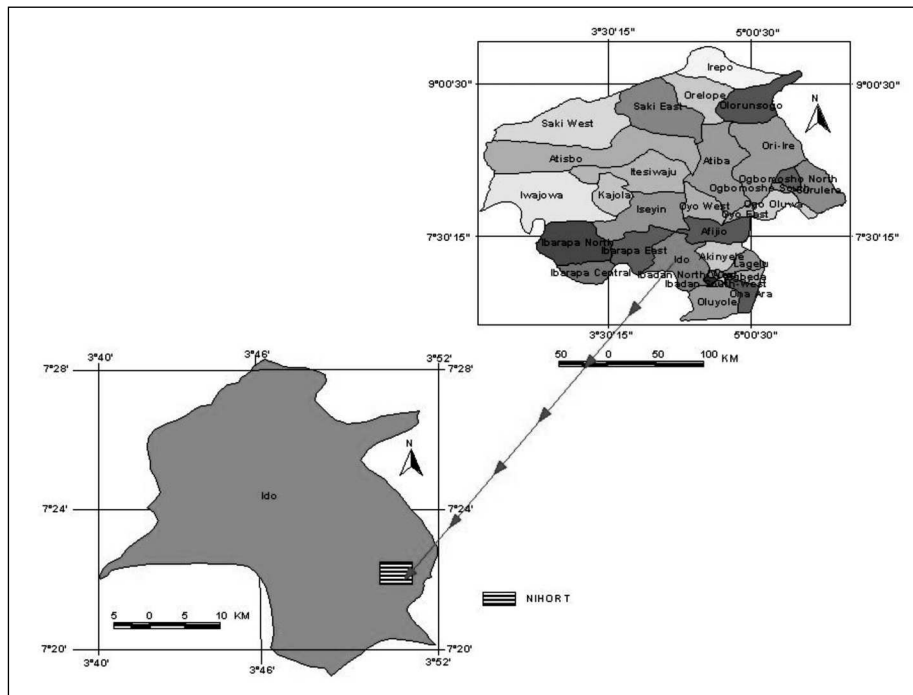 3°30'15" 5°00'30"
Irepo
9°00'30" 9°00'30"
Orelope
Olorunsogo
Saki East
N
Saki West
Ori-Ire
Atisbo
Atiba
Itesiwaju
Ogbomosho North
Ogbomosho South
Surulera
Iwajowa
Kajola
Oyo West
Ogo Oluwa
Iseyin
Oyo East
Afijio
7°30'15" 7°30'15"
Ibarapa North
Ibarapa East
Akinyele
Ido
Lagelu
Ibarapa Central
Ibadan North
Ibadan South-West
Ona Ara
Oluyole
3°30'15" 5°00'30"
50 0 50 100 KM
3°40' 3°46' 3°52'
7°28' 7°28'
N
Ido
7°24' 7°24'
NIHORT
5 0 5 10 KM
7°20' 7°20'
3°40' 3°46' 3°52'